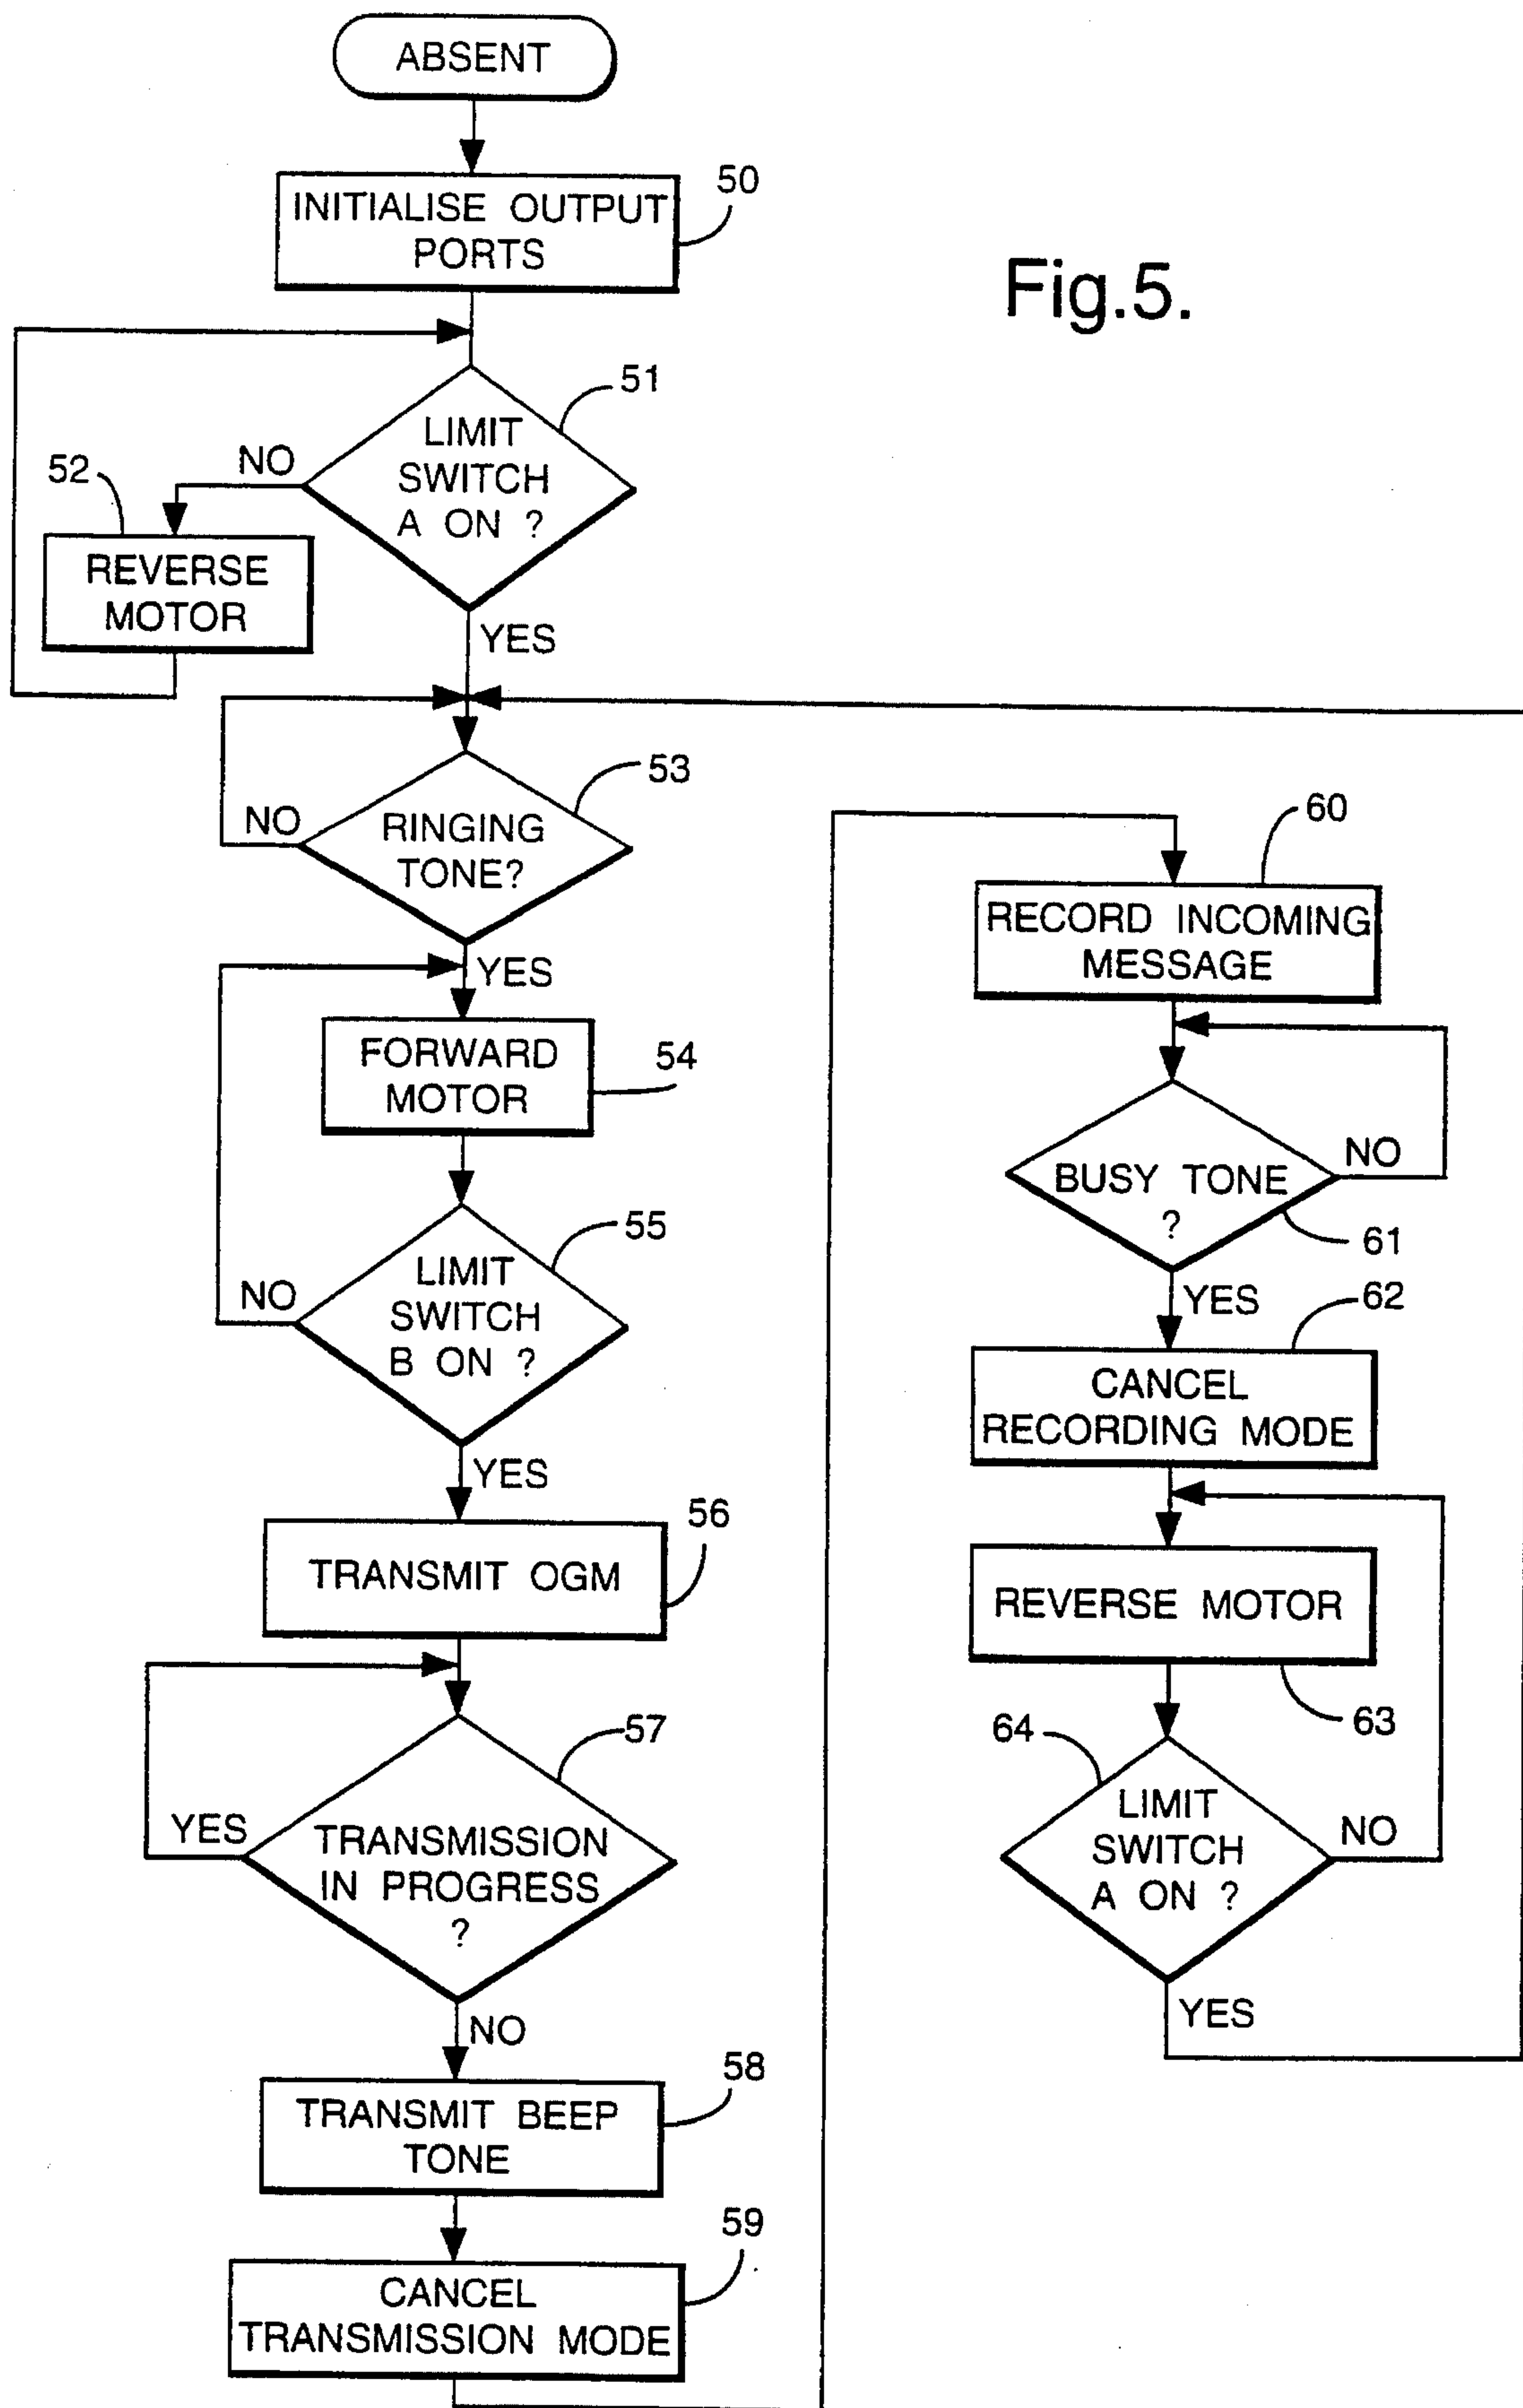 ABSENT
50
INITIALISE OUTPUT
PORTS
Fig.5.
51
LIMIT
SWITCH
A ON ?
NO
52
REVERSE
MOTOR
YES
53
RINGING
TONE?
NO
YES
FORWARD
MOTOR
54
55
LIMIT
SWITCH
B ON ?
NO
YES
56
TRANSMIT OGM
57
YES
TRANSMISSION
IN PROGRESS
?
NO
58
TRANSMIT BEEP
TONE
59
CANCEL
TRANSMISSION MODE
60
RECORD INCOMING
MESSAGE
NO
BUSY TONE
?
61
YES
62
CANCEL
RECORDING MODE
REVERSE MOTOR
63
64
LIMIT
SWITCH
A ON ?
NO
YES